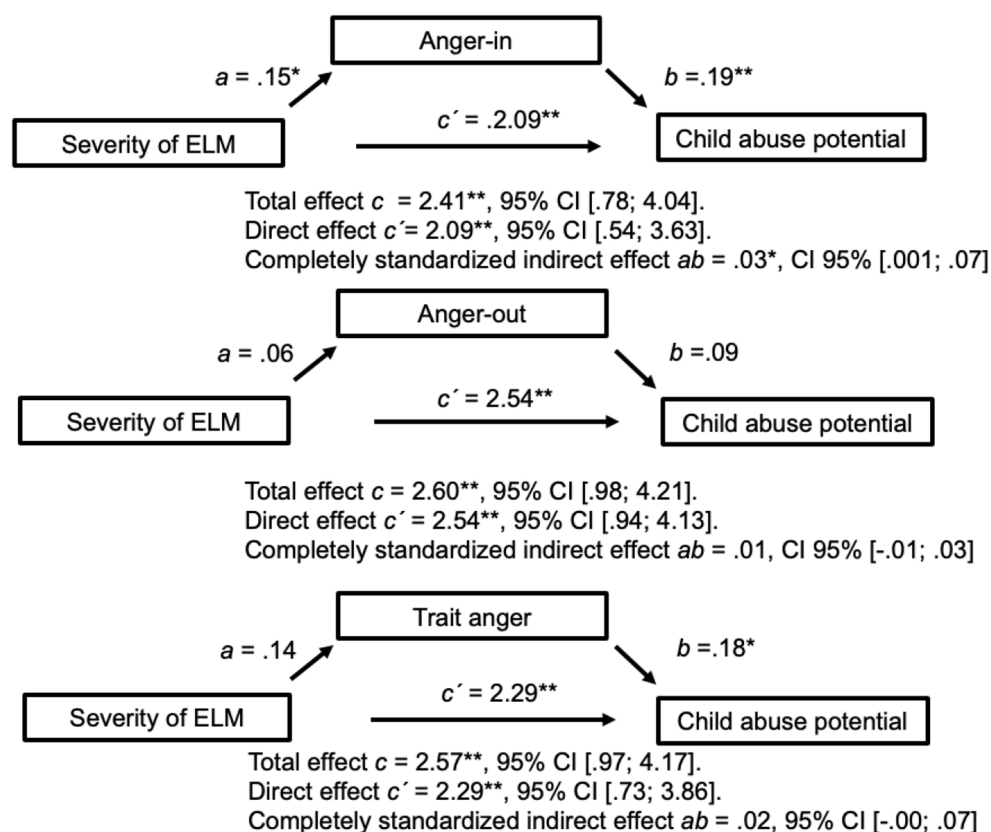 Anger-in
a = .15*
b =.19**
c´ = .2.09**
Severity of ELM
Child abuse potential
Total effect c = 2.41**, 95% CI [.78; 4.04].
Direct effect c´= 2.09**, 95% CI [.54; 3.63].
Completely standardized indirect effect ab = .03*, CI 95% [.001; .07]
Anger-out
a = .06
b =.09
c´ = 2.54**
Severity of ELM
Child abuse potential
Total effect c = 2.60**, 95% CI [.98; 4.21].
Direct effect c´ = 2.54**, 95% CI [.94; 4.13].
Completely standardized indirect effect ab = .01, CI 95% [-.01; .03]
Trait anger
a = .14
b =.18*
c´ = 2.29**
Severity of ELM
Child abuse potential
Total effect c = 2.57**, 95% CI [.97; 4.17].
Direct effect c´ = 2.29**, 95% CI [.73; 3.86].
Completely standardized indirect effect ab = .02, 95% CI [-.00; .07]